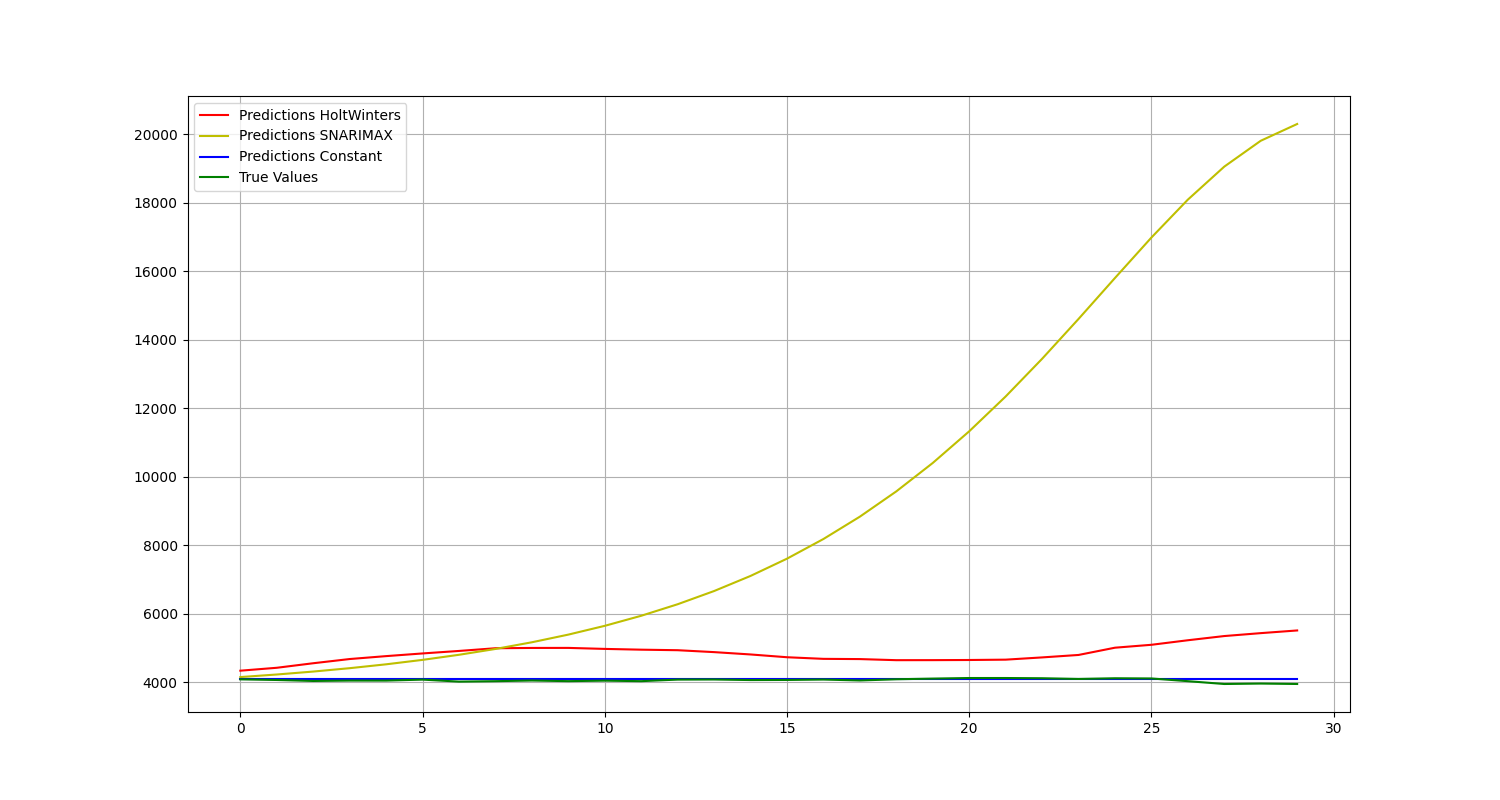 Predictions HoltWinters
Predictions SNARIMAX
Predictions Constant
True Values
20000
18000
16000
14000
12000
10000
8000
6000
4000
0 5 10 15 20 25 30